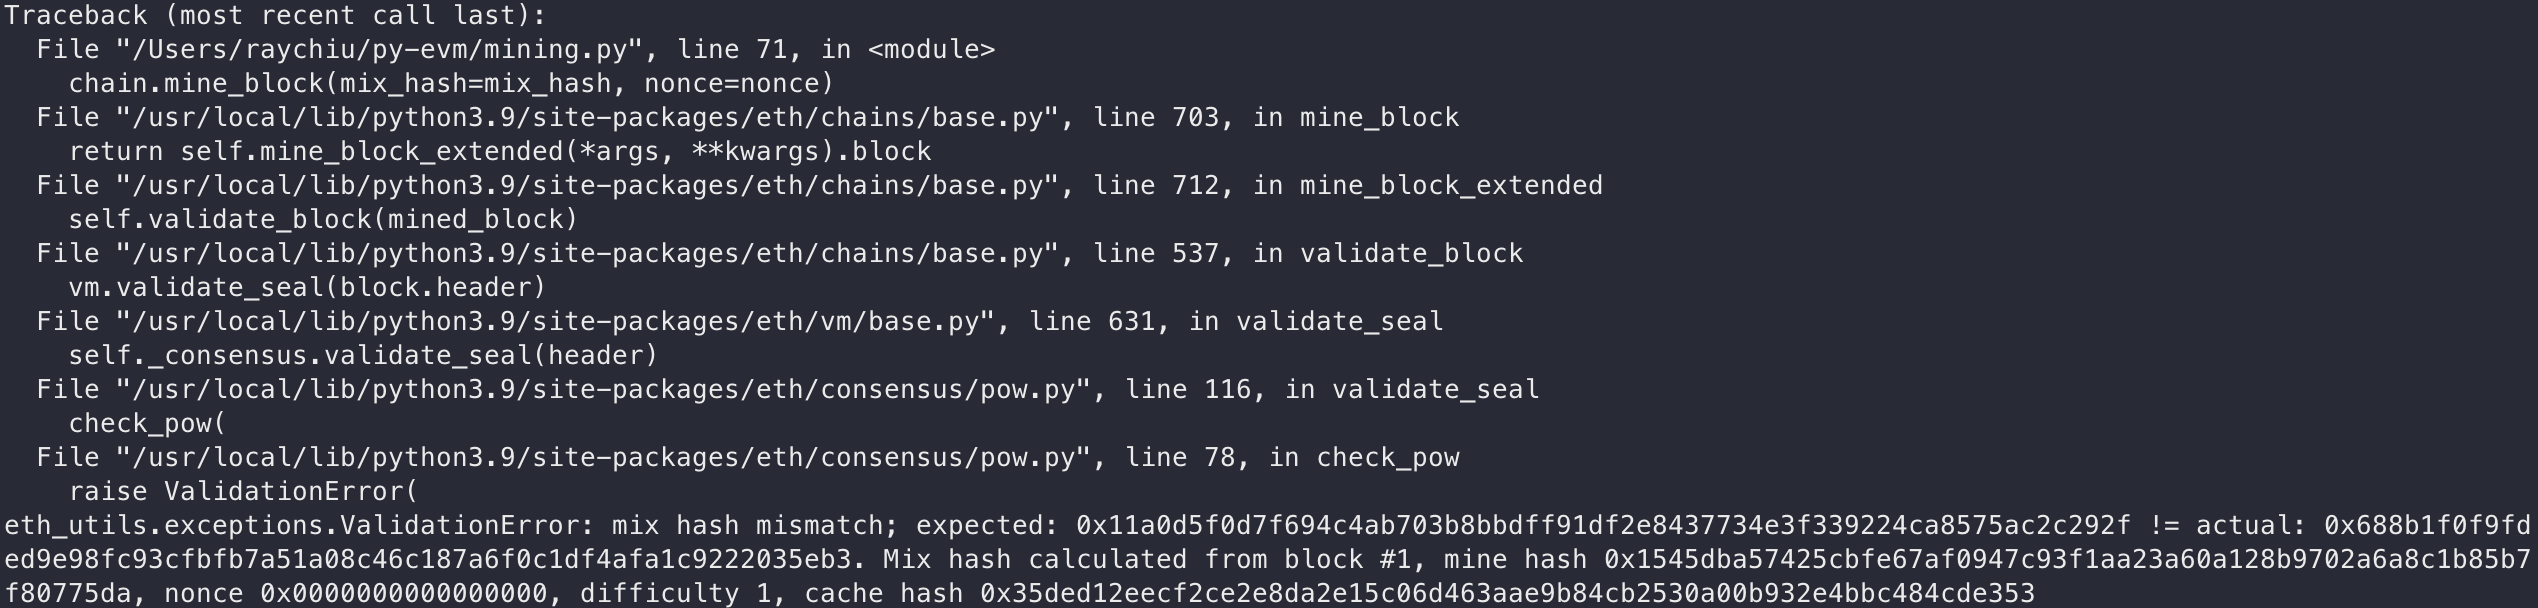 Traceback (most recent call last):
  File "/Users/raychiu/py-evm/mining.py", line 71, in <module>
    chain.mine_block(mix_hash=mix_hash, nonce=nonce)
  File "/usr/local/lib/python3.9/site-packages/eth/chains/base.py", line 703, in mine_block
    return self.mine_block_extended(*args, **kwargs).block
  File "/usr/local/lib/python3.9/site-packages/eth/chains/base.py", line 712, in mine_block_extended
    self.validate_block(mined_block)
  File "/usr/local/lib/python3.9/site-packages/eth/chains/base.py", line 537, in validate_block
    vm.validate_seal(block.header)
  File "/usr/local/lib/python3.9/site-packages/eth/vm/base.py", line 631, in validate_seal
    self._consensus.validate_seal(header)
  File "/usr/local/lib/python3.9/site-packages/eth/consensus/pow.py", line 116, in validate_seal
    check_pow(
  File "/usr/local/lib/python3.9/site-packages/eth/consensus/pow.py", line 78, in check_pow
    raise ValidationError(
eth_utils.exceptions.ValidationError: mix hash mismatch; expected: 0x11a0d5f0d7f694c4ab703b8bbdff91df2e8437734e3f339224ca8575ac2c292f != actual: 0x688b1f0f9fd
ed9e98fc93cfbfb7a51a08c46c187a6f0c1df4afa1c9222035eb3. Mix hash calculated from block #1, mine hash 0x1545dba57425cbfe67af0947c93f1aa23a60a128b9702a6a8c1b85b7
f80775da, nonce 0x0000000000000000, difficulty 1, cache hash 0x35ded12eecf2ce2e8da2e15c06d463aae9b84cb2530a00b932e4bbc484cde353